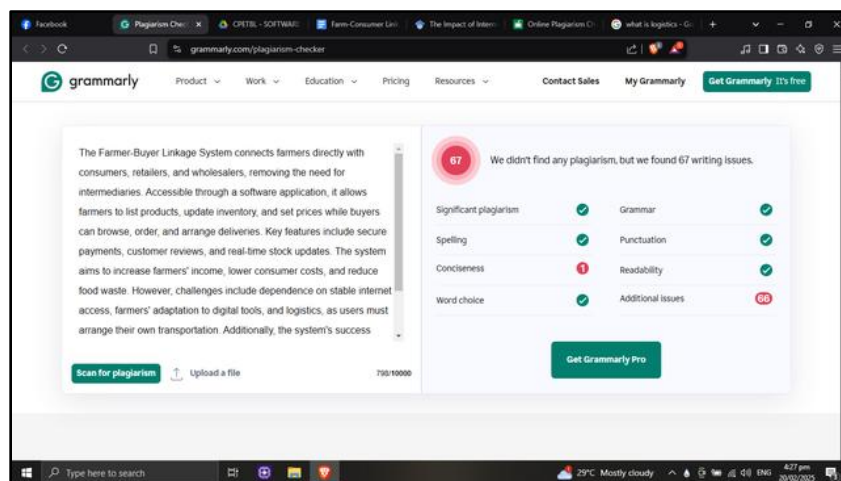 Facebook
Plagiarism Chec
CPETBL - SOFTWAR
Farm-Consumer Link
The Impact of Intern
Online Plagiarism C
what is logistics - Go
grammarly.com/plagiarism-checker
grammarly
Product
Work
Education
Pricing
Resources
Contact Sales
My Grammarly
Get Grammarly It's free
The Farmer-Buyer Linkage System connects farmers directly with
consumers, retailers, and wholesalers, removing the need for
intermediaries. Accessible through a software application, it allows
farmers to list products, update inventory, and set prices while buyers
can browse, order, and arrange deliveries. Key features include secure
payments, customer reviews, and real-time stock updates. The system
aims to increase farmers' income, lower consumer costs, and reduce
food waste. However, challenges include dependence on stable internet
access, farmers' adaptation to digital tools, and logistics, as users must
arrange their own transportation. Additionally, the system's success
Scan for plagiarism
Upload a file
798/10000
67
We didn't find any plagiarism, but we found 67 writing issues.
Significant plagiarism
Grammar
Spelling
Punctuation
Conciseness
1
Readability
Word choice
Additional issues
66
Get Grammarly Pro
Type here to search
29°C Mostly cloudy
ENG
4:27 pm
20/02/2025